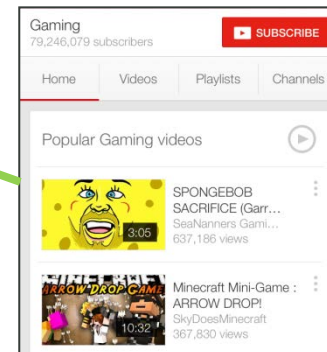 Gaming
79,246,079 subscribers
SUBSCRIBE
Home Videos Playlists Channels
Popular Gaming videos
3:05
SPONGEBOB
SACRIFICE (Garr…
SeaNanners Gami…
637,186 views
MINECRAFT
ARROW DROP GAME
10:32
Minecraft Mini-Game :
ARROW DROP!
SkyDoesMinecraft
367,830 views